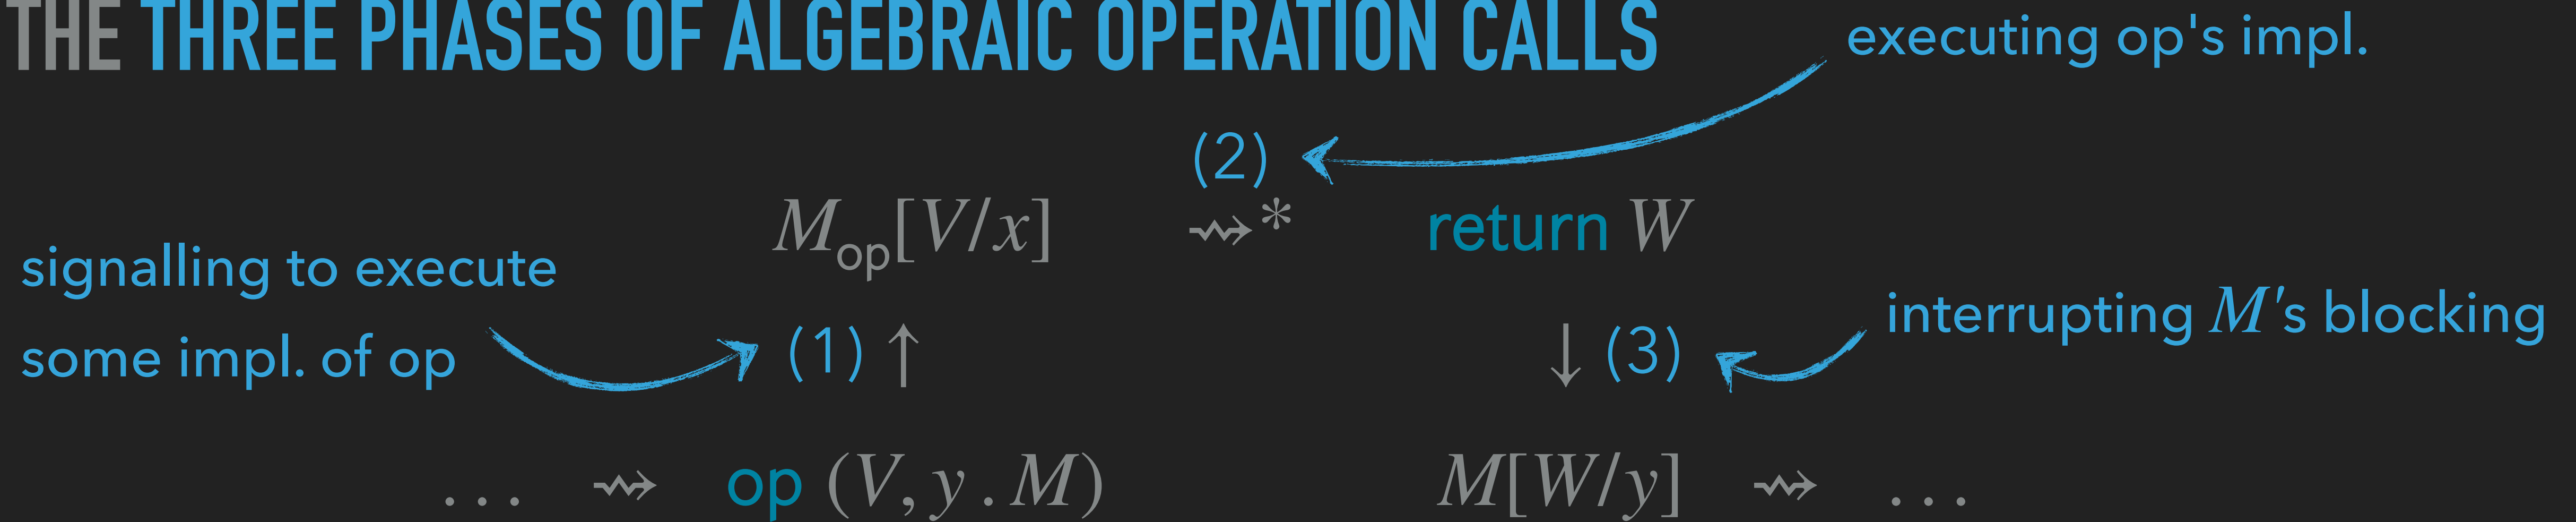 THE THREE PHASES OF ALGEBRAIC OPERATION CALLS
executing op's impl.
(2)
M_op[V/x] ⇝* return W
signalling to execute
some impl. of op
(1) ↑
↓ (3)
interrupting M's blocking
... ⇝ op (V, y . M)
M[W/y] ⇝ ...